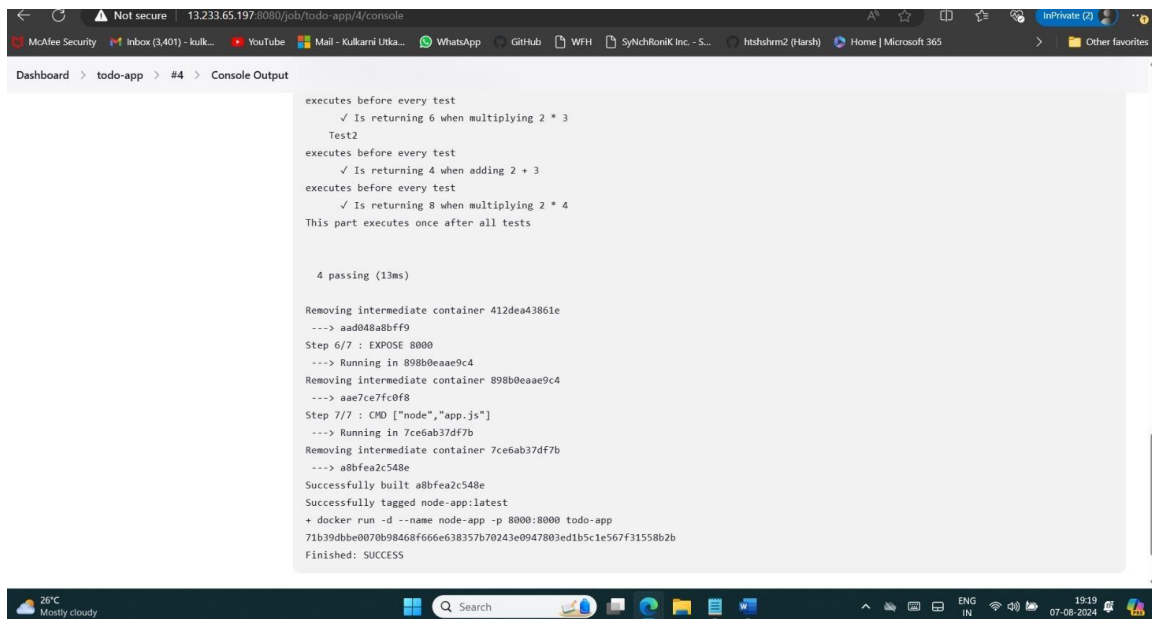 Not secure 13.233.65.197:8080/job/todo-app/4/console InPrivate (2)
McAfee Security Inbox (3,401) - kulk... YouTube Mail - Kulkarni Utka... WhatsApp GitHub WFH SyNchRoniK Inc. - S... htshshrm2 (Harsh) Home | Microsoft 365 Other favorites
Dashboard > todo-app > #4 > Console Output
executes before every test
✓ Is returning 6 when multiplying 2 * 3
Test2
executes before every test
✓ Is returning 4 when adding 2 + 3
executes before every test
✓ Is returning 8 when multiplying 2 * 4
This part executes once after all tests
4 passing (13ms)
Removing intermediate container 412dea43861e
---> aad048a8bff9
Step 6/7 : EXPOSE 8000
---> Running in 898b0eaae9c4
Removing intermediate container 898b0eaae9c4
---> aae7ce7fc0f8
Step 7/7 : CMD ["node","app.js"]
---> Running in 7ce6ab37df7b
Removing intermediate container 7ce6ab37df7b
---> a8bfea2c548e
Successfully built a8bfea2c548e
Successfully tagged node-app:latest
+ docker run -d --name node-app -p 8000:8000 todo-app
71b39dbbe0070b98468f666e638357b70243e0947803ed1b5c1e567f31558b2b
Finished: SUCCESS
26°C
Mostly cloudy
Search
ENG
IN
19:19
07-08-2024